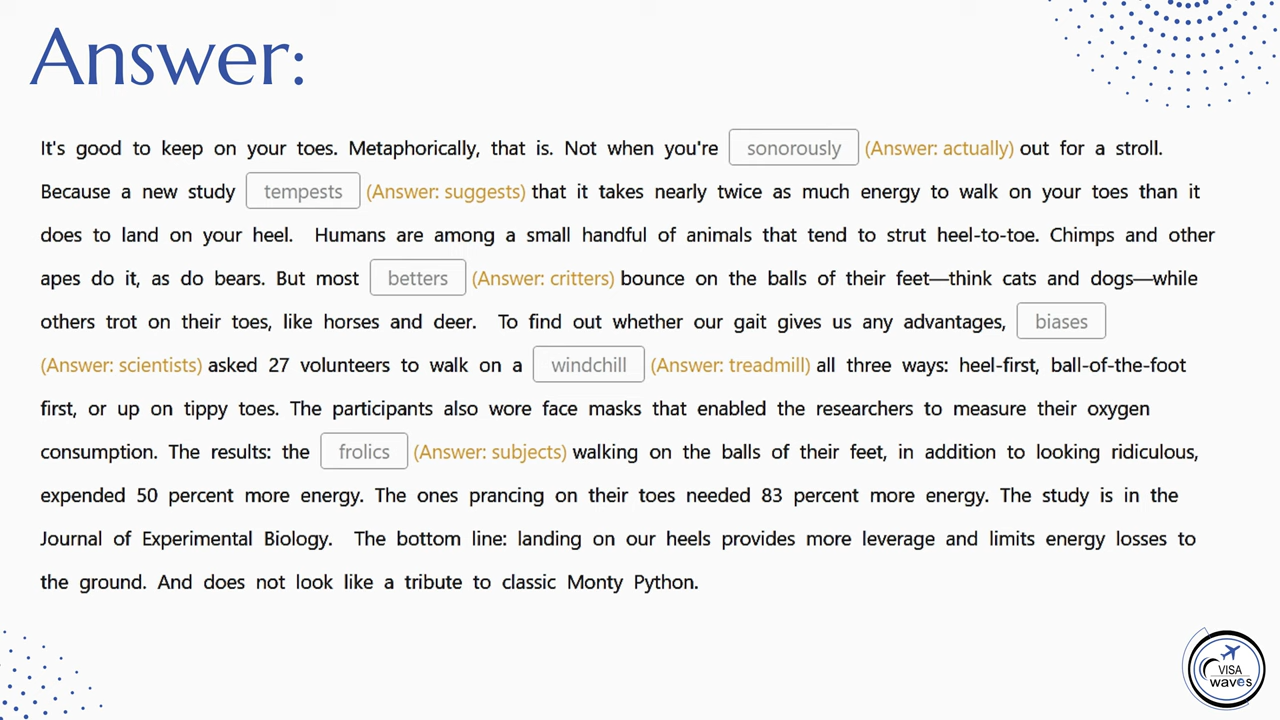 Answer:
It's good to keep on your toes. Metaphorically, that is. Not when you're sonorously (Answer: actually) out for a stroll.
Because a new study tempests (Answer: suggests) that it takes nearly twice as much energy to walk on your toes than it
does to land on your heel. Humans are among a small handful of animals that tend to strut heel-to-toe. Chimps and other
apes do it, as do bears. But most betters (Answer: critters) bounce on the balls of their feet—think cats and dogs—while
others trot on their toes, like horses and deer. To find out whether our gait gives us any advantages, biases
(Answer: scientists) asked 27 volunteers to walk on a windchill (Answer: treadmill) all three ways: heel-first, ball-of-the-foot
first, or up on tippy toes. The participants also wore face masks that enabled the researchers to measure their oxygen
consumption. The results: the frolics (Answer: subjects) walking on the balls of their feet, in addition to looking ridiculous,
expended 50 percent more energy. The ones prancing on their toes needed 83 percent more energy. The study is in the
Journal of Experimental Biology. The bottom line: landing on our heels provides more leverage and limits energy losses to
the ground. And does not look like a tribute to classic Monty Python.
VISA
waves